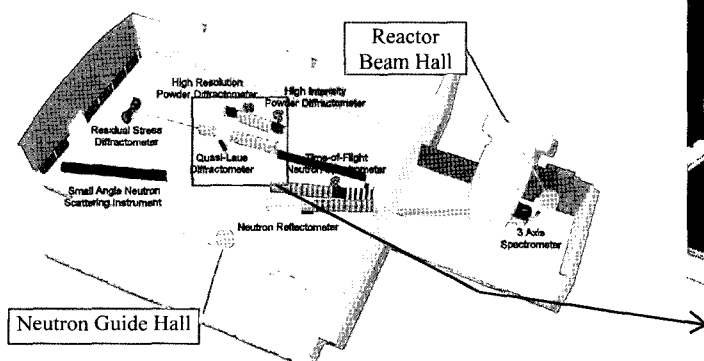 Reactor
Beam Hall
High Resolution
Powder Diffractometer
High Intensity
Powder Diffractometer
Residual Stress
Diffractometer
Quasi-Laue
Diffractometer
Time-of-Flight
Neutron
Small Angle Neutron
Scattering Instrument
Neutron Reflectometer
3 Axis
Spectrometer
Neutron Guide Hall